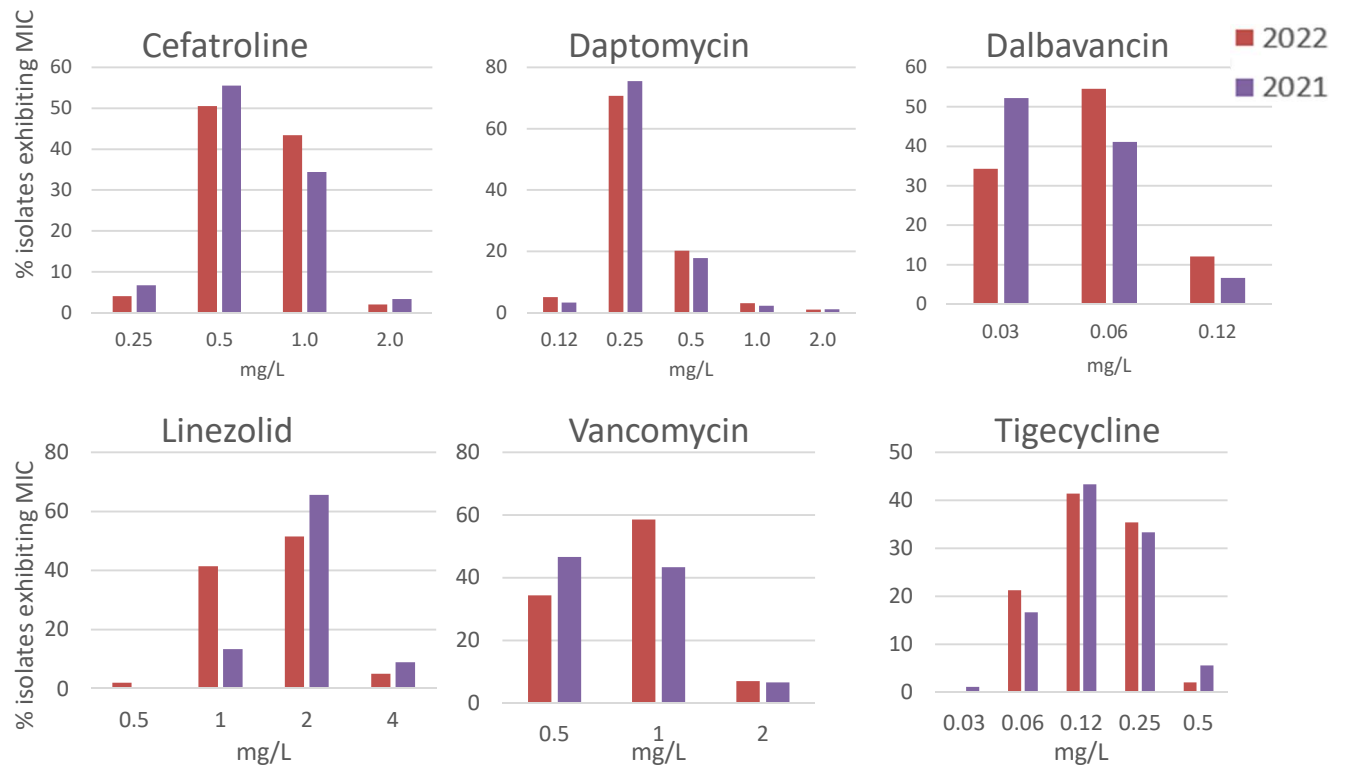 % isolates exhibiting MIC
Cefatroline
60
50
40
30
20
10
0
0.25 0.5 1.0 2.0
mg/L
Daptomycin
80
60
40
20
0
0.12 0.25 0.5 1.0 2.0
mg/L
Dalbavancin
60
50
40
30
20
10
0
0.03 0.06 0.12
mg/L
2022
2021
% isolates exhibiting MIC
Linezolid
80
60
40
20
0
0.5 1 2 4
mg/L
Vancomycin
80
60
40
20
0
0.5 1 2
mg/L
Tigecycline
50
40
30
20
10
0
0.03 0.06 0.12 0.25 0.5
mg/L